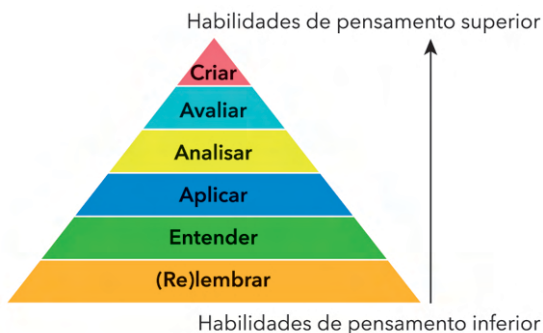 Habilidades de pensamento superior
Criar
Avaliar
Analisar
Aplicar
Entender
(Re)lembrar
Habilidades de pensamento inferior